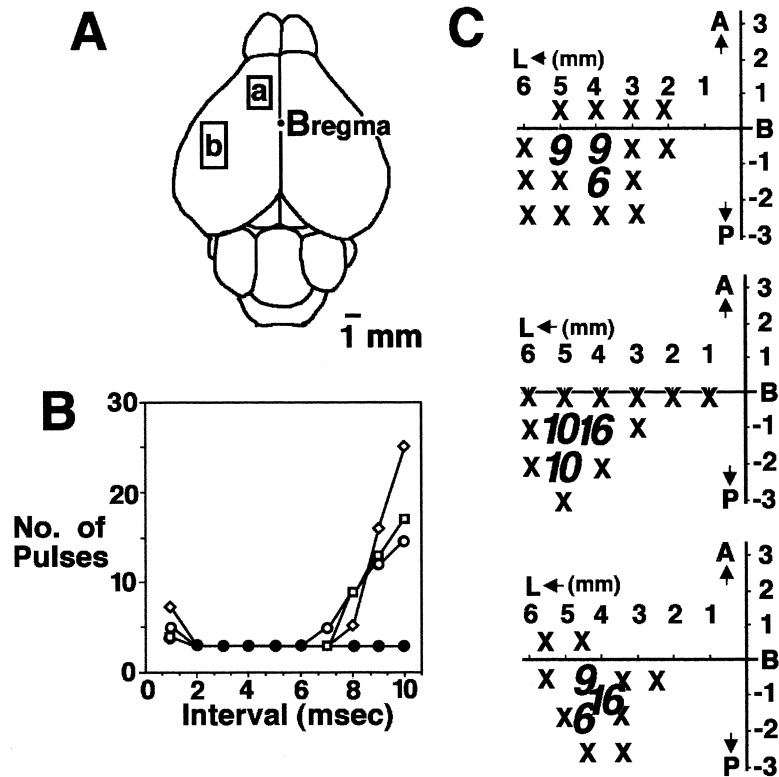 A
a
b
Bregma
1 mm
B
30
20
10
0
No. of
Pulses
0 2 4 6 8 10
Interval (msec)
C
A 3
2
L (mm)
6 5 4 3 2 1 1
X X X X
B
X 9 9 X X -1
X X 6 X -2
X X X X P -3
A 3
2
L (mm)
6 5 4 3 2 1 1
X X X X X X B
X 10 16 X -1
X 10 X -2
X P -3
A 3
2
L (mm)
6 5 4 3 2 1 1
X X
B
X 9 X X -1
16
X 6 X -2
X X P -3